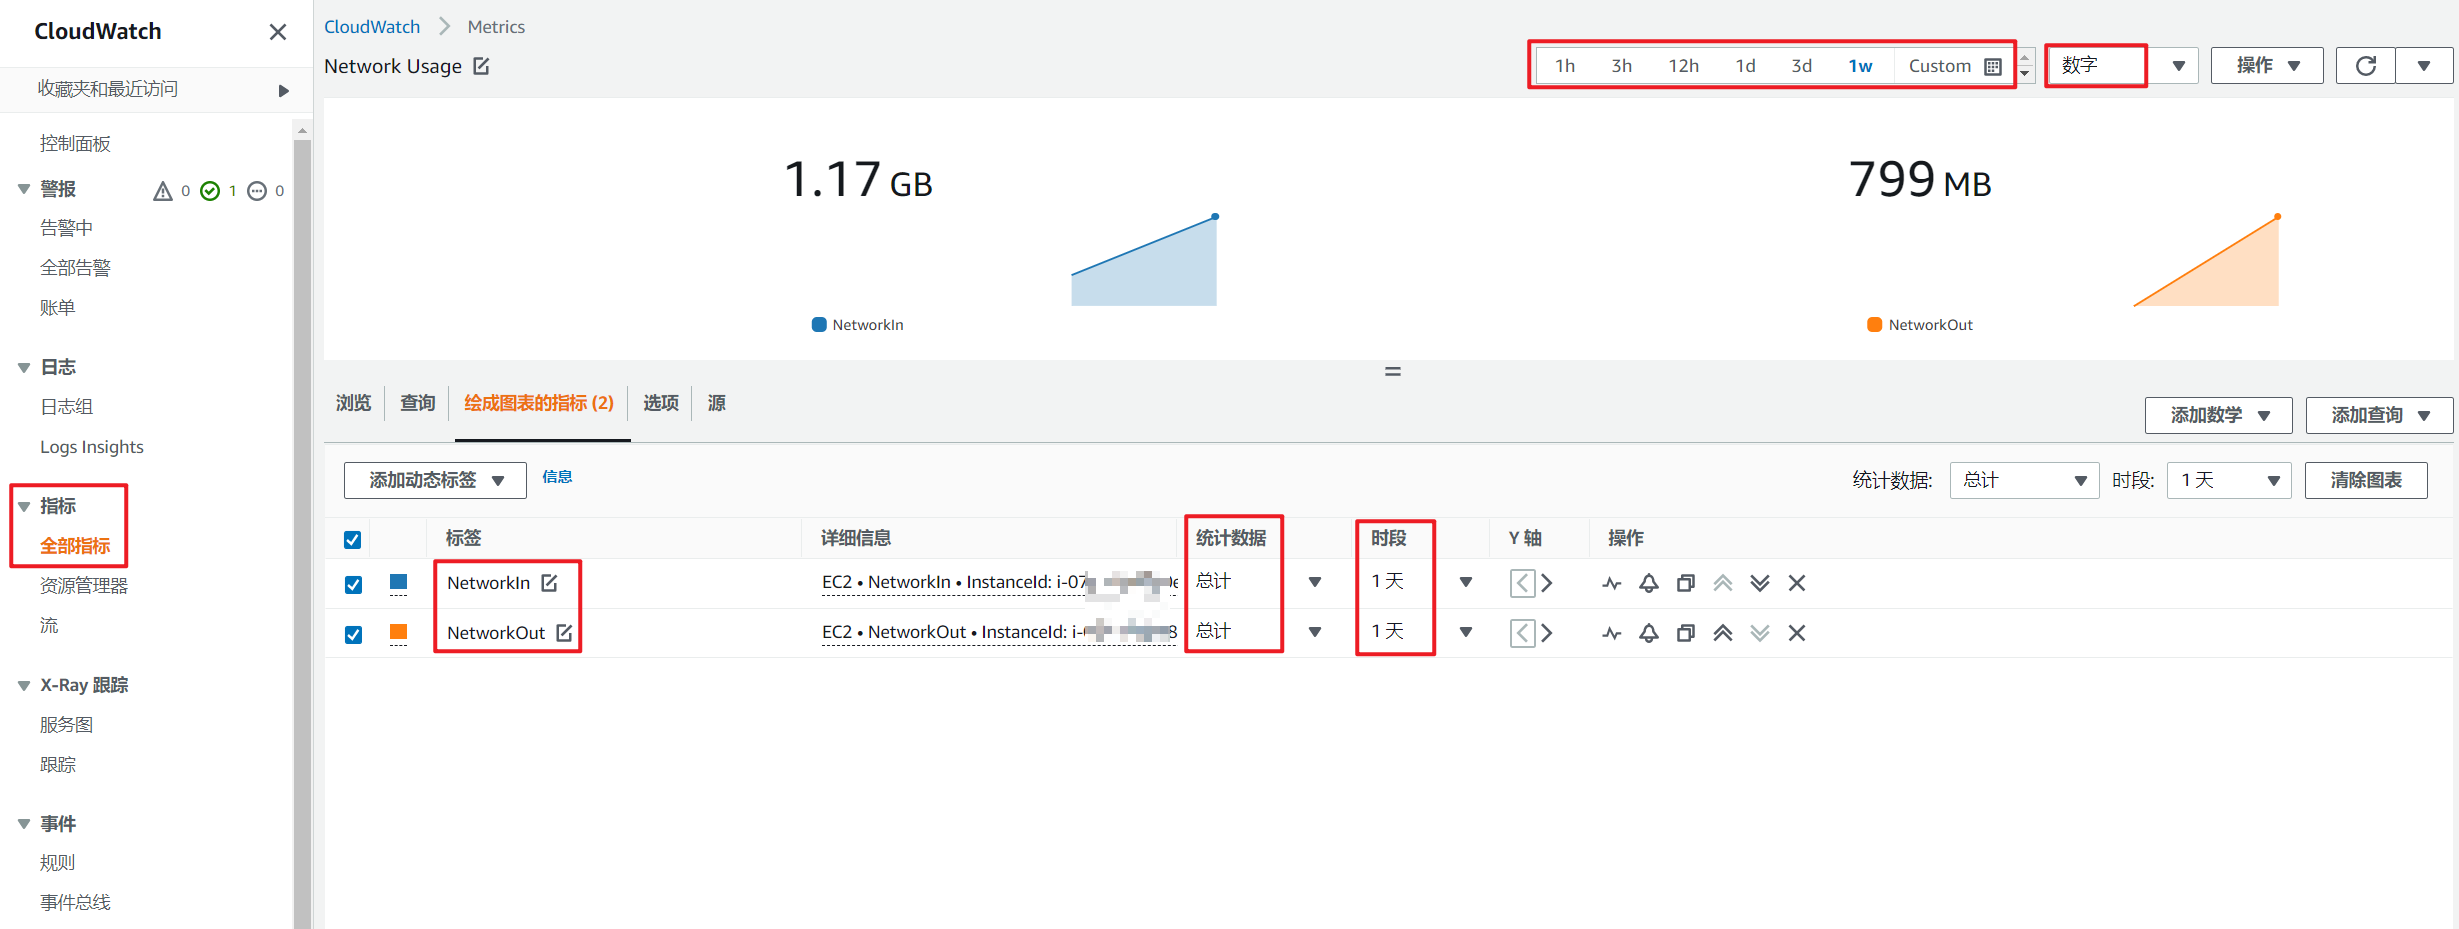 CloudWatch
收藏夹和最近访问
控制面板
警报 0 1 0
告警中
全部告警
账单
日志
日志组
Logs Insights
指标
全部指标
资源管理器
流
X-Ray 跟踪
服务图
跟踪
事件
规则
事件总线
CloudWatch Metrics
Network Usage
1h 3h 12h 1d 3d 1w Custom 数字 操作
1.17 GB
NetworkIn
799 MB
NetworkOut
浏览 查询 绘成图表的指标 (2) 选项 源
添加数学 添加查询
添加动态标签 信息
统计数据: 总计 时段: 1 天 清除图表
标签 详细信息 统计数据 时段 Y 轴 操作
NetworkIn EC2 • NetworkIn • InstanceId: i-07 总计 1 天
NetworkOut EC2 • NetworkOut • InstanceId: i- 8 总计 1 天